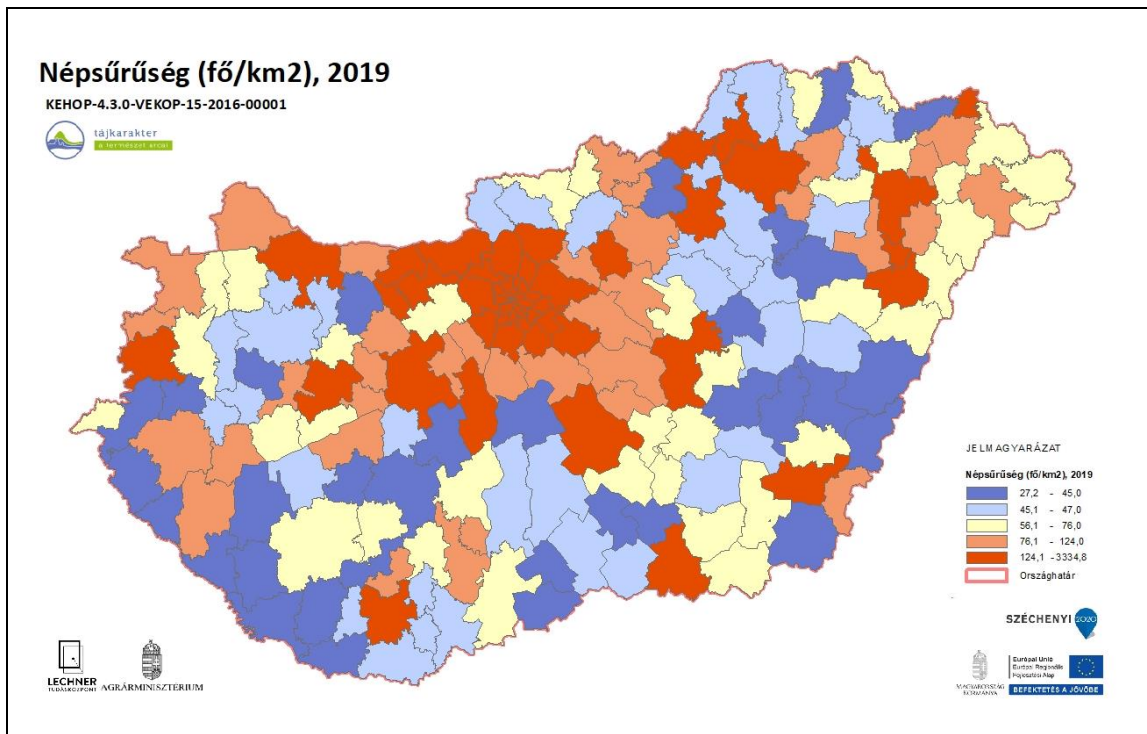 Népsűrűség (fő/km2), 2019
KEHOP-4.3.0-VEKOP-15-2016-00001
tájkarakter
a természet arcai
JELMAGYARÁZAT
Népsűrűség (fő/km2), 2019
27,2 - 45,0
45,1 - 47,0
56,1 - 76,0
76,1 - 124,0
124,1 -3334,8
Országhatár
SZÉCHENYI 2020
LECHNER
TUDÁSKÖZPONT
AGRÁRMINISZTÉRIUM
MAGYARORSZÁG
KORMÁNYA
Európai Unió
Európai Regionális
Fejlesztési Alap
BEFEKTETÉS A JÖVŐBE